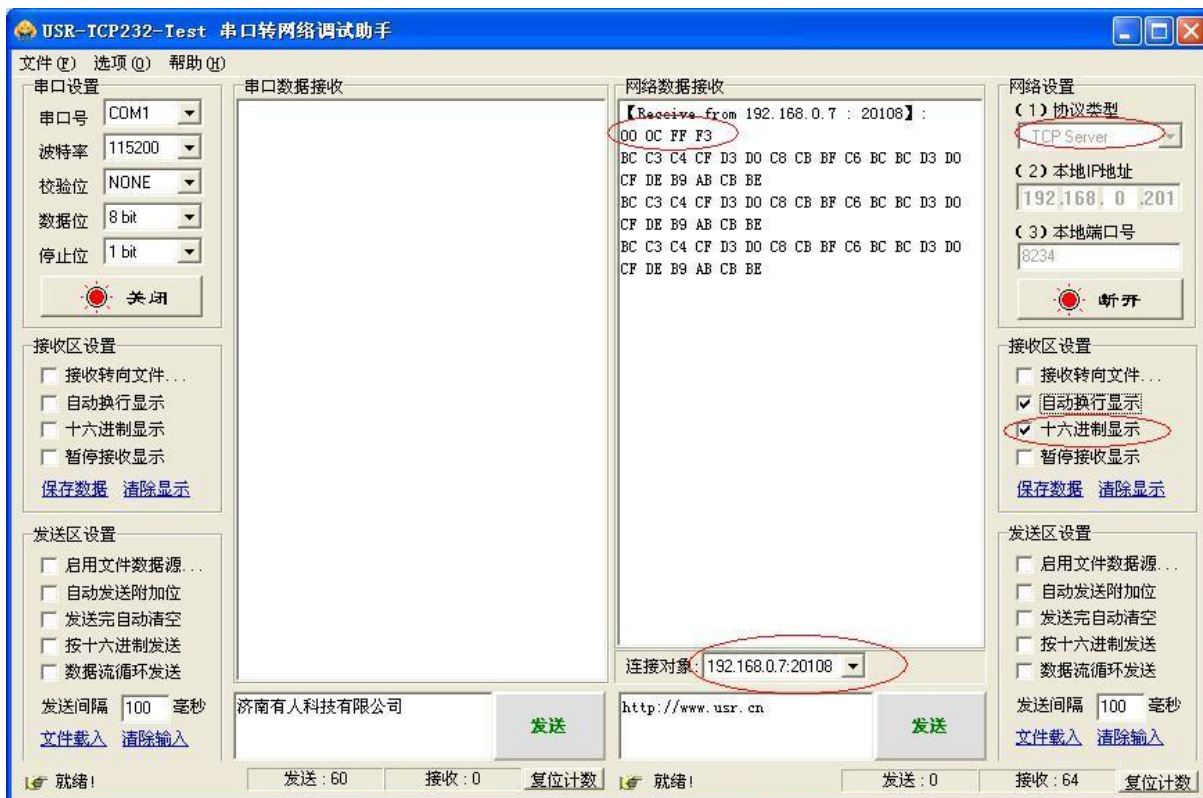 USR-TCP232-Test 串口转网络调试助手
文件(F) 选项(O) 帮助(H)
串口设置
串口号 COM1
波特率 115200
校验位 NONE
数据位 8 bit
停止位 1 bit
关闭
接收区设置
接收转向文件...
自动换行显示
十六进制显示
暂停接收显示
保存数据 清除显示
发送区设置
启用文件数据源...
自动发送附加位
发送完自动清空
按十六进制发送
数据流循环发送
发送间隔 100 毫秒
文件载入 清除输入
就绪!
串口数据接收
济南有人科技有限公司
发送
发送 : 60 接收 : 0 复位计数
网络数据接收
【Receive from 192.168.0.7 : 20108】:
00 0C FF F3
BC C3 C4 CF D3 D0 C8 CB BF C6 BC BC D3 D0
CF DE B9 AB CB BE
BC C3 C4 CF D3 D0 C8 CB BF C6 BC BC D3 D0
CF DE B9 AB CB BE
BC C3 C4 CF D3 D0 C8 CB BF C6 BC BC D3 D0
CF DE B9 AB CB BE
连接对象: 192.168.0.7:20108
http://www.usr.cn
发送
就绪!
发送 : 0 接收 : 64 复位计数
网络设置
(1)协议类型
TCP Server
(2)本地IP地址
192.168. 0 .201
(3)本地端口号
8234
断开
接收区设置
接收转向文件...
自动换行显示
十六进制显示
暂停接收显示
保存数据 清除显示
发送区设置
启用文件数据源...
自动发送附加位
发送完自动清空
按十六进制发送
数据流循环发送
发送间隔 100 毫秒
文件载入 清除输入